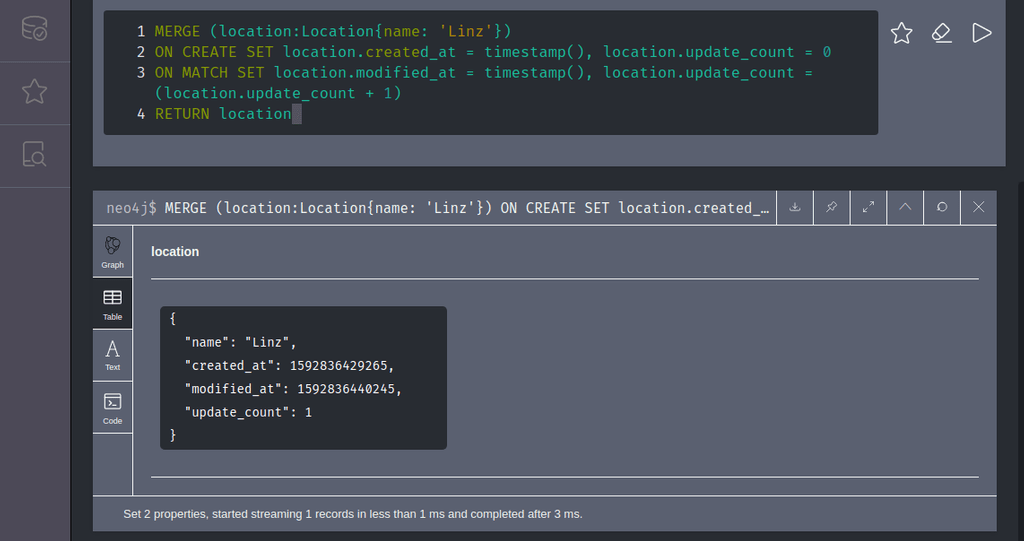 1 MERGE (location:Location{name: 'Linz'})
2 ON CREATE SET location.created_at = timestamp(), location.update_count = 0
3 ON MATCH SET location.modified_at = timestamp(), location.update_count =
(location.update_count + 1)
4 RETURN location
neo4j$ MERGE (location:Location{name: 'Linz'}) ON CREATE SET location.created_…
Graph
Table
Text
Code
location
{
"name": "Linz",
"created_at": 1592836429265,
"modified_at": 1592836440245,
"update_count": 1
}
Set 2 properties, started streaming 1 records in less than 1 ms and completed after 3 ms.